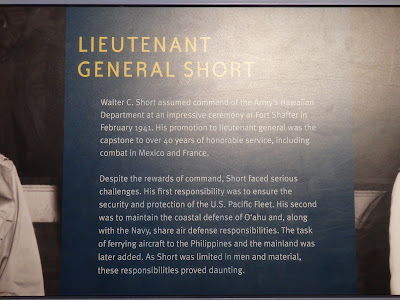 LIEUTENANT
GENERAL SHORT
Walter C. Short assumed command of the Army's Hawaiian
Department at an impressive ceremony at Fort Shafter in
February 1941. His promotion to lieutenant general was the
capstone to over 40 years of honorable service, including
combat in Mexico and France.
Despite the rewards of command, Short faced serious
challenges. His first responsibility was to ensure the
security and protection of the U.S. Pacific Fleet. His second
was to maintain the coastal defense of O'ahu and, along
with the Navy, share air defense responsibilities. The task
of ferrying aircraft to the Philippines and the mainland was
later added. As Short was limited in men and material,
these responsibilities proved daunting.